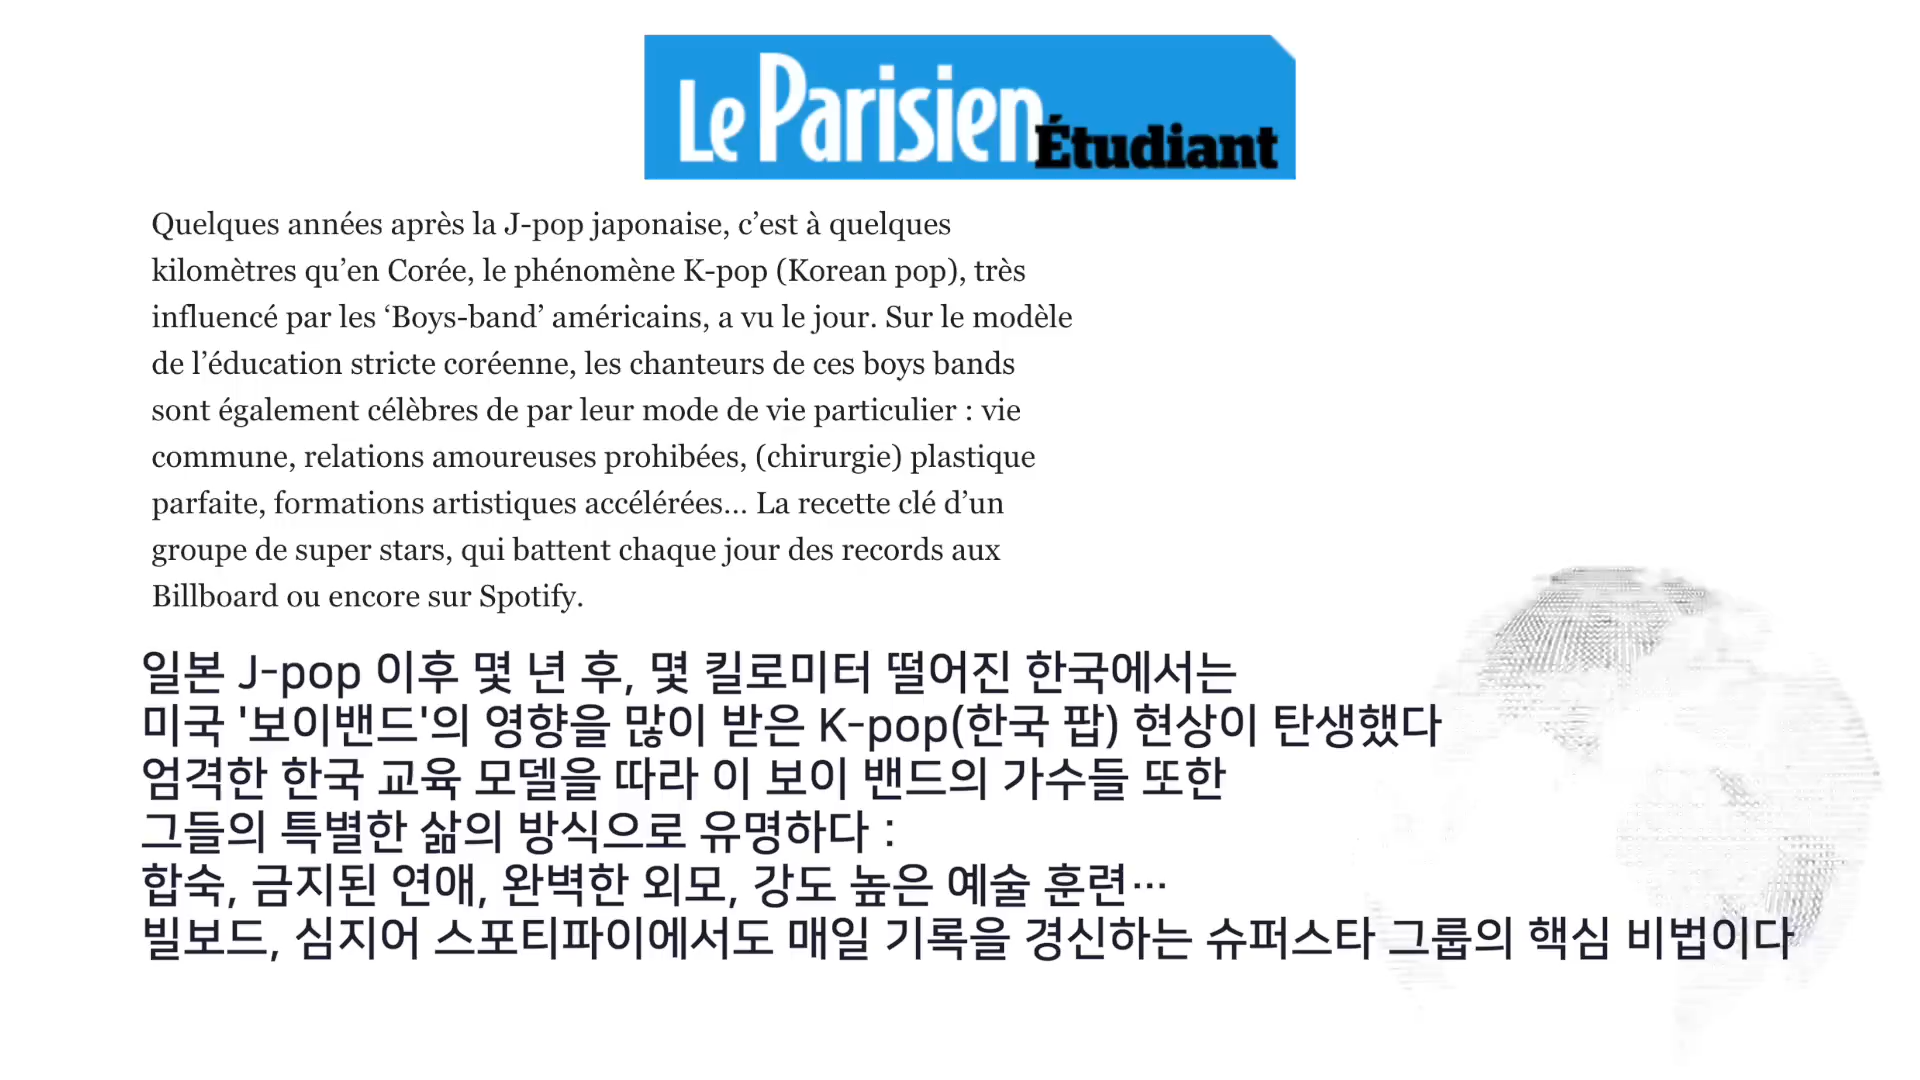 Le Parisien Étudiant
Quelques années après la J-pop japonaise, c’est à quelques
kilomètres qu’en Corée, le phénomène K-pop (Korean pop), très
influencé par les ‘Boys-band’ américains, a vu le jour. Sur le modèle
de l’éducation stricte coréenne, les chanteurs de ces boys bands
sont également célèbres de par leur mode de vie particulier : vie
commune, relations amoureuses prohibées, (chirurgie) plastique
parfaite, formations artistiques accélérées... La recette clé d’un
groupe de super stars, qui battent chaque jour des records aux
Billboard ou encore sur Spotify.
일본 J-pop 이후 몇 년 후, 몇 킬로미터 떨어진 한국에서는
미국 '보이밴드'의 영향을 많이 받은 K-pop(한국 팝) 현상이 탄생했다
엄격한 한국 교육 모델을 따라 이 보이 밴드의 가수들 또한
그들의 특별한 삶의 방식으로 유명하다 :
합숙, 금지된 연애, 완벽한 외모, 강도 높은 예술 훈련…
빌보드, 심지어 스포티파이에서도 매일 기록을 경신하는 슈퍼스타 그룹의 핵심 비법이다